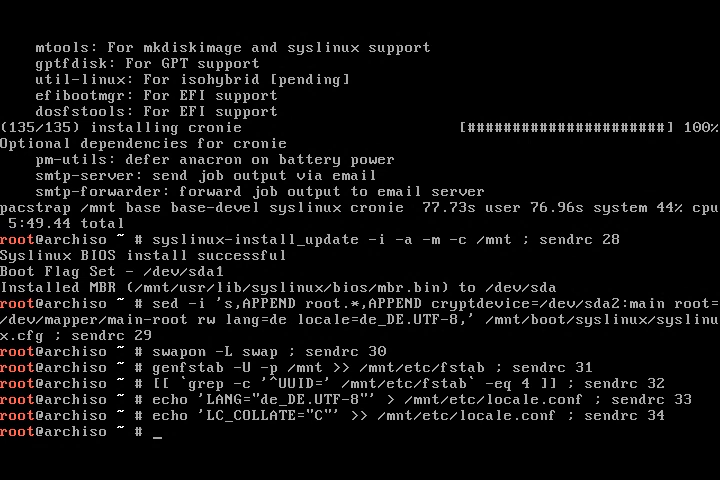 mtools: For mkdiskimage and syslinux support
gptfdisk: For GPT support
util-linux: For isohybrid [pending]
efibootmgr: For EFI support
dosfstools: For EFI support
(135/135) installing cronie [######################] 100%
Optional dependencies for cronie
pm-utils: defer anacron on battery power
smtp-server: send job output via email
smtp-forwarder: forward job output to email server
pacstrap /mnt base base-devel syslinux cronie  77.73s user 76.96s system 44% cpu
 5:49.44 total
root@archiso ~ # syslinux-install_update -i -a -m -c /mnt ; sendrc 28
Syslinux BIOS install successful
Boot Flag Set - /dev/sda1
Installed MBR (/mnt/usr/lib/syslinux/bios/mbr.bin) to /dev/sda
root@archiso ~ # sed -i 's,APPEND root.*,APPEND cryptdevice=/dev/sda2:main root=
/dev/mapper/main-root rw lang=de locale=de_DE.UTF-8,' /mnt/boot/syslinux/syslinu
x.cfg ; sendrc 29
root@archiso ~ # swapon -L swap ; sendrc 30
root@archiso ~ # genfstab -U -p /mnt >> /mnt/etc/fstab ; sendrc 31
root@archiso ~ # [[ `grep -c '^UUID=' /mnt/etc/fstab` -eq 4 ]] ; sendrc 32
root@archiso ~ # echo 'LANG="de_DE.UTF-8"' > /mnt/etc/locale.conf ; sendrc 33
root@archiso ~ # echo 'LC_COLLATE="C"' >> /mnt/etc/locale.conf ; sendrc 34
root@archiso ~ # _